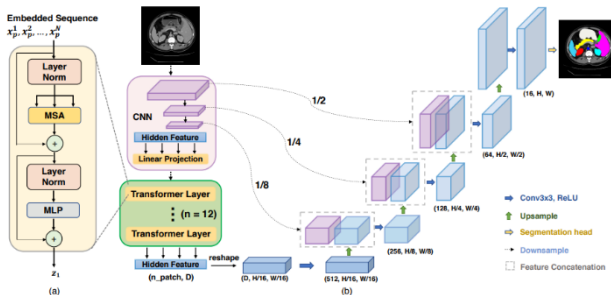 Embedded Sequence
x_p^1, x_p^2, ..., x_p^N
Layer
Norm
MSA
+
Layer
Norm
MLP
+
z_1
(a)
CNN
Hidden Feature
Linear Projection
Transformer Layer
⋮ (n = 12)
Transformer Layer
Hidden Feature
(n_patch, D)
reshape
(D, H/16, W/16)
(512, H/16, W/16)
(b)
1/2
1/4
1/8
(256, H/8, W/8)
(128, H/4, W/4)
(64, H/2, W/2)
(16, H, W)
Conv3x3, ReLU
Upsample
Segmentation head
Downsample
Feature Concatenation